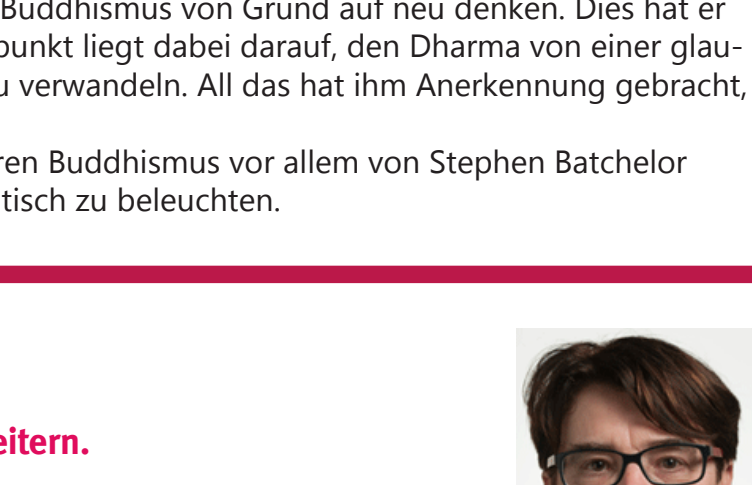 Buddhismus von Grund auf neu denken. Dies hat er
punkt liegt dabei darauf, den Dharma von einer glau-
u verwandeln. All das hat ihm Anerkennung gebracht,
ren Buddhismus vor allem von Stephen Batchelor
tisch zu beleuchten.
eitern.